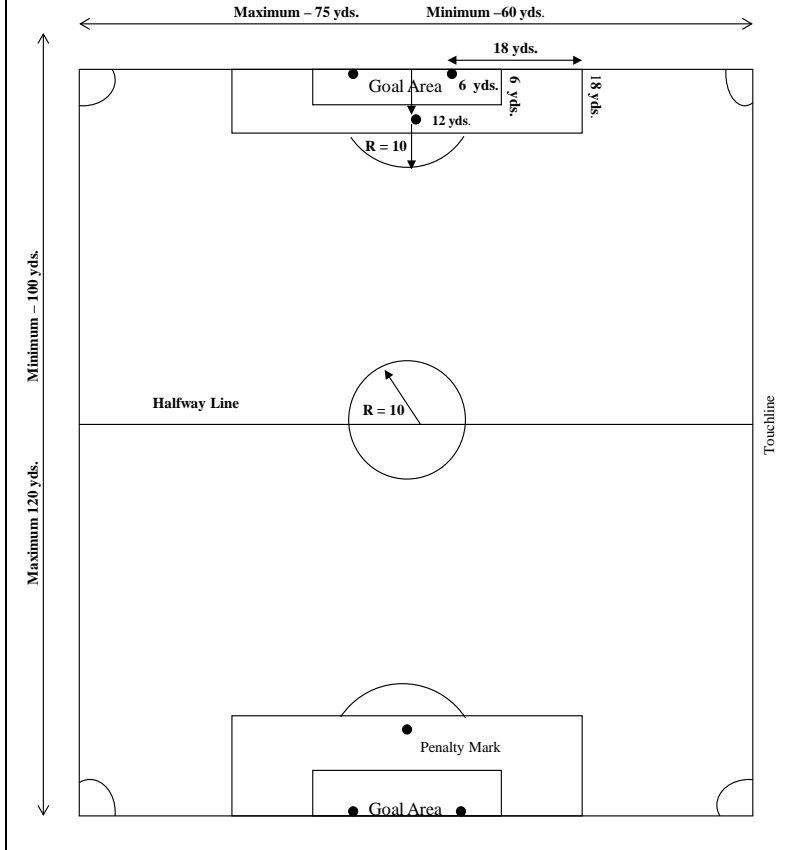 Maximum – 75 yds. Minimum –60 yds.
18 yds.
Goal Area 6 yds.
6 yds.
18 yds.
12 yds.
R = 10
Minimum – 100 yds.
Halfway Line
R = 10
Touchline
Maximum 120 yds.
Penalty Mark
Goal Area